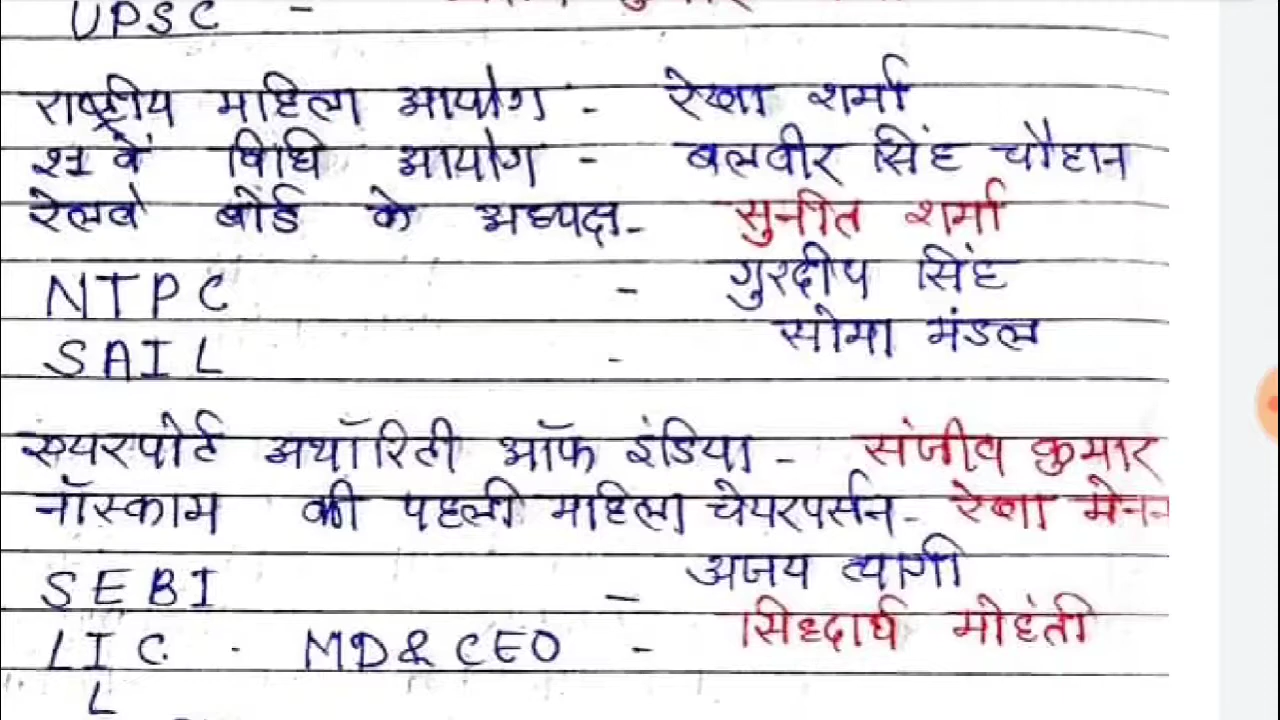 UPSC -
राष्ट्रीय महिला आयोग - रेखा शर्मा
21 वें विधि आयोग - बलवीर सिंह चौहान
रेलवे बोर्ड के अध्यक्ष - सुनीत शर्मा
NTPC - गुरदीप सिंह
SAIL - सोमा मंडल
एयरपोर्ट अथॉरिटी ऑफ इंडिया - संजीव कुमार
नॉस्काम की पहली महिला चेयरपर्सन - रेखा मेनन
SEBI - अजय त्यागी
LIC. MD & CEO - सिध्दार्थ मोहंती
L